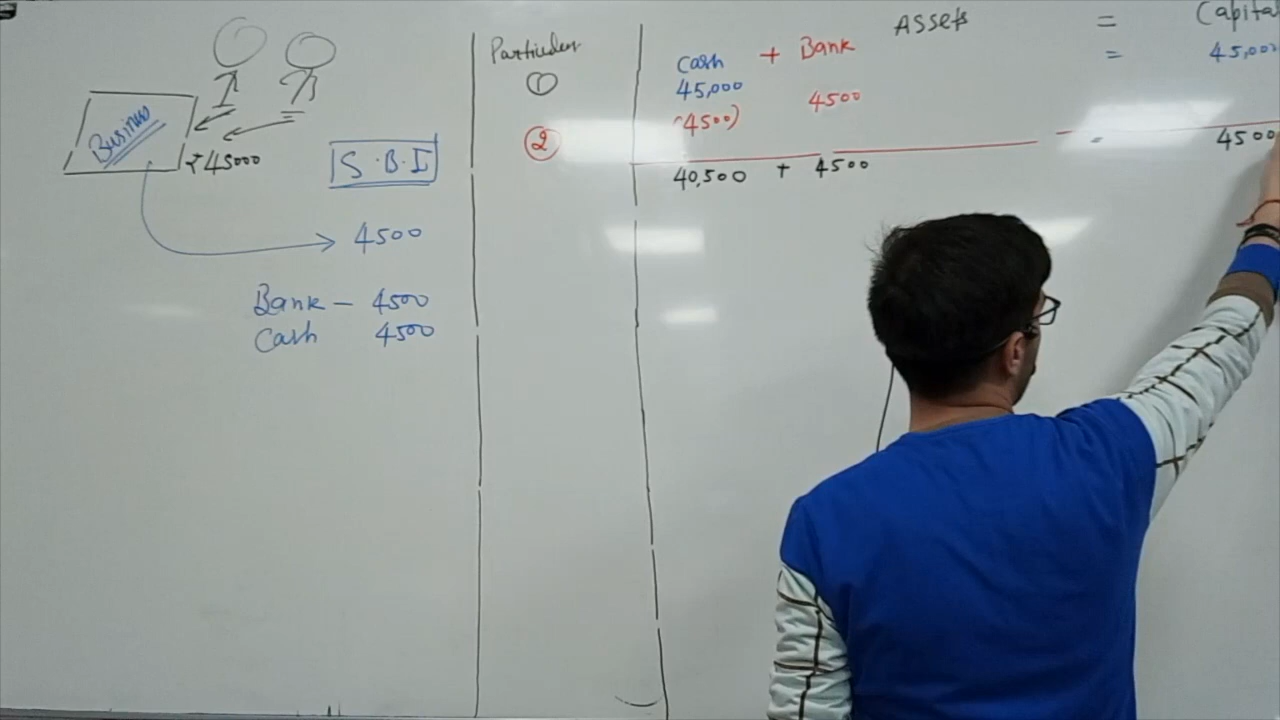 Business
₹45000
S.B.I
4500
Bank - 4500
Cash 4500
Particulars
①
②
Assets = Capital
Cash + Bank = 45,000
45,000
4500
(4500)
40,500 + 4500 = 4500